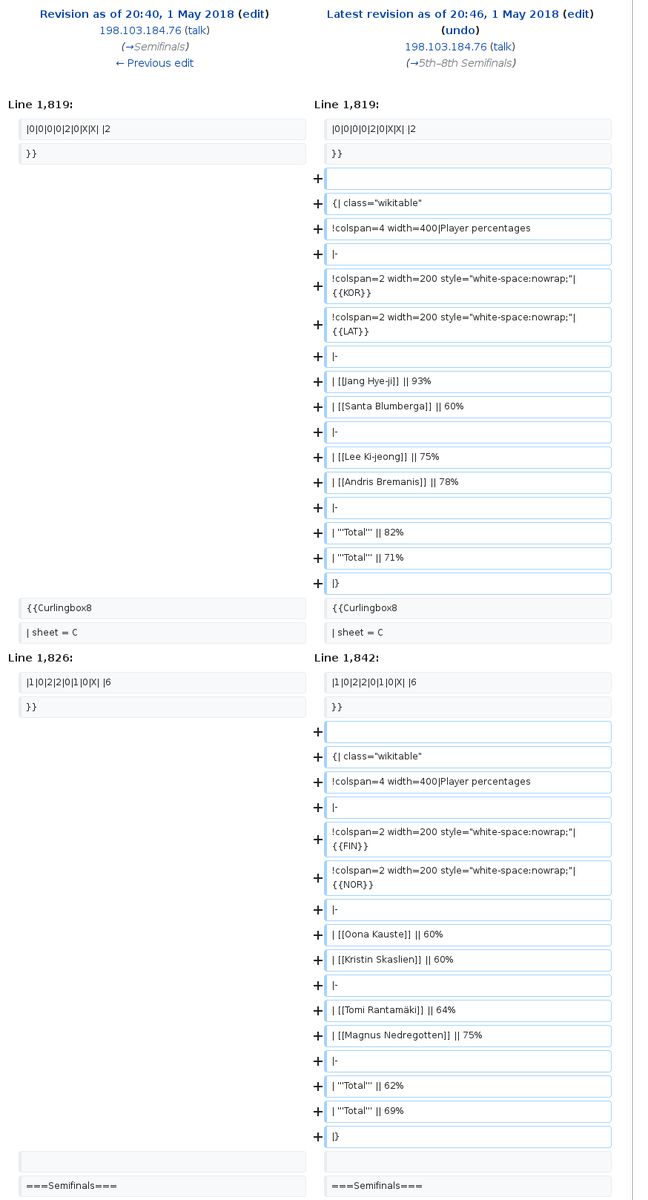 Revision as of 20:40, 1 May 2018 (edit)
198.103.184.76 (talk)
(→Semifinals)
← Previous edit
Latest revision as of 20:46, 1 May 2018 (edit)
(undo)
198.103.184.76 (talk)
(→5th–8th Semifinals)
Line 1,819:
Line 1,819:
|0|0|0|0|2|0|X|X| |2
|0|0|0|0|2|0|X|X| |2
}}
}}
+
+ {| class="wikitable"
+ !colspan=4 width=400|Player percentages
+ |-
+ !colspan=2 width=200 style="white-space:nowrap;"|
{{KOR}}
+ !colspan=2 width=200 style="white-space:nowrap;"|
{{LAT}}
+ |-
+ | [[Jang Hye-ji]] || 93%
+ | [[Santa Blumberga]] || 60%
+ |-
+ | [[Lee Ki-jeong]] || 75%
+ | [[Andris Bremanis]] || 78%
+ |-
+ | '''Total''' || 82%
+ | '''Total''' || 71%
+ |}
{{Curlingbox8
{{Curlingbox8
| sheet = C
| sheet = C
Line 1,826:
Line 1,842:
|1|0|2|2|0|1|0|X| |6
|1|0|2|2|0|1|0|X| |6
}}
}}
+
+ {| class="wikitable"
+ !colspan=4 width=400|Player percentages
+ |-
+ !colspan=2 width=200 style="white-space:nowrap;"|
{{FIN}}
+ !colspan=2 width=200 style="white-space:nowrap;"|
{{NOR}}
+ |-
+ | [[Oona Kauste]] || 60%
+ | [[Kristin Skaslien]] || 60%
+ |-
+ | [[Tomi Rantamäki]] || 64%
+ | [[Magnus Nedregotten]] || 75%
+ |-
+ | '''Total''' || 62%
+ | '''Total''' || 69%
+ |}
===Semifinals===
===Semifinals===